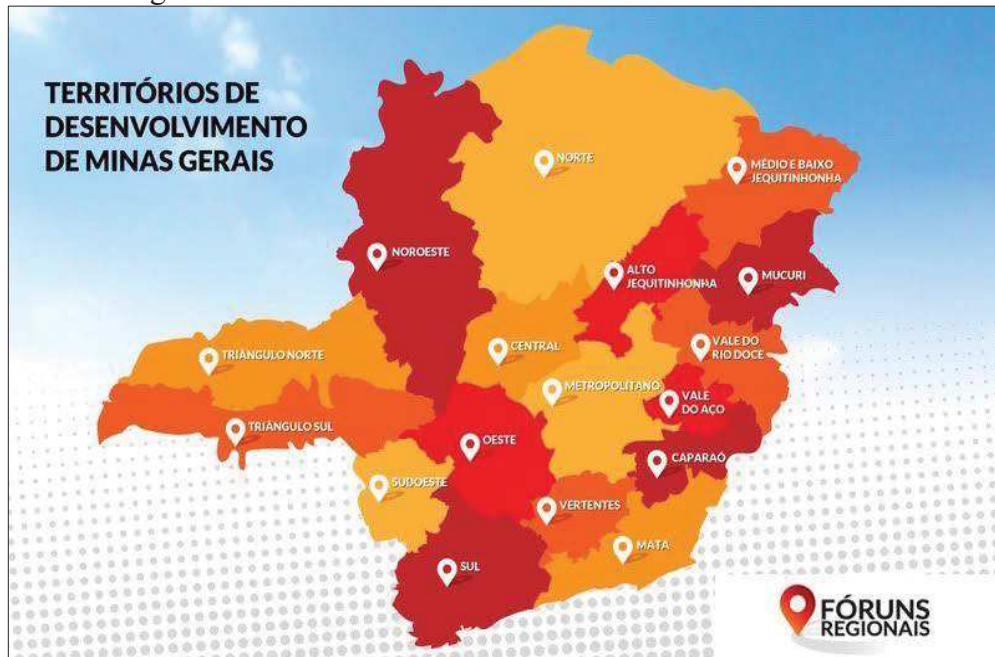 TERRITÓRIOS DE
DESENVOLVIMENTO
DE MINAS GERAIS
NORTE
MÉDIO E BAIXO
JEQUITINHONHA
NOROESTE
ALTO
JEQUITINHONHA
MUCURI
TRIÂNGULO NORTE
CENTRAL
VALE DO
RIO DOCE
METROPOLITANO
VALE
DO AÇO
TRIÂNGULO SUL
OESTE
CAPARAÓ
SUDOESTE
VERTENTES
MATA
SUL
FÓRUNS
REGIONAIS